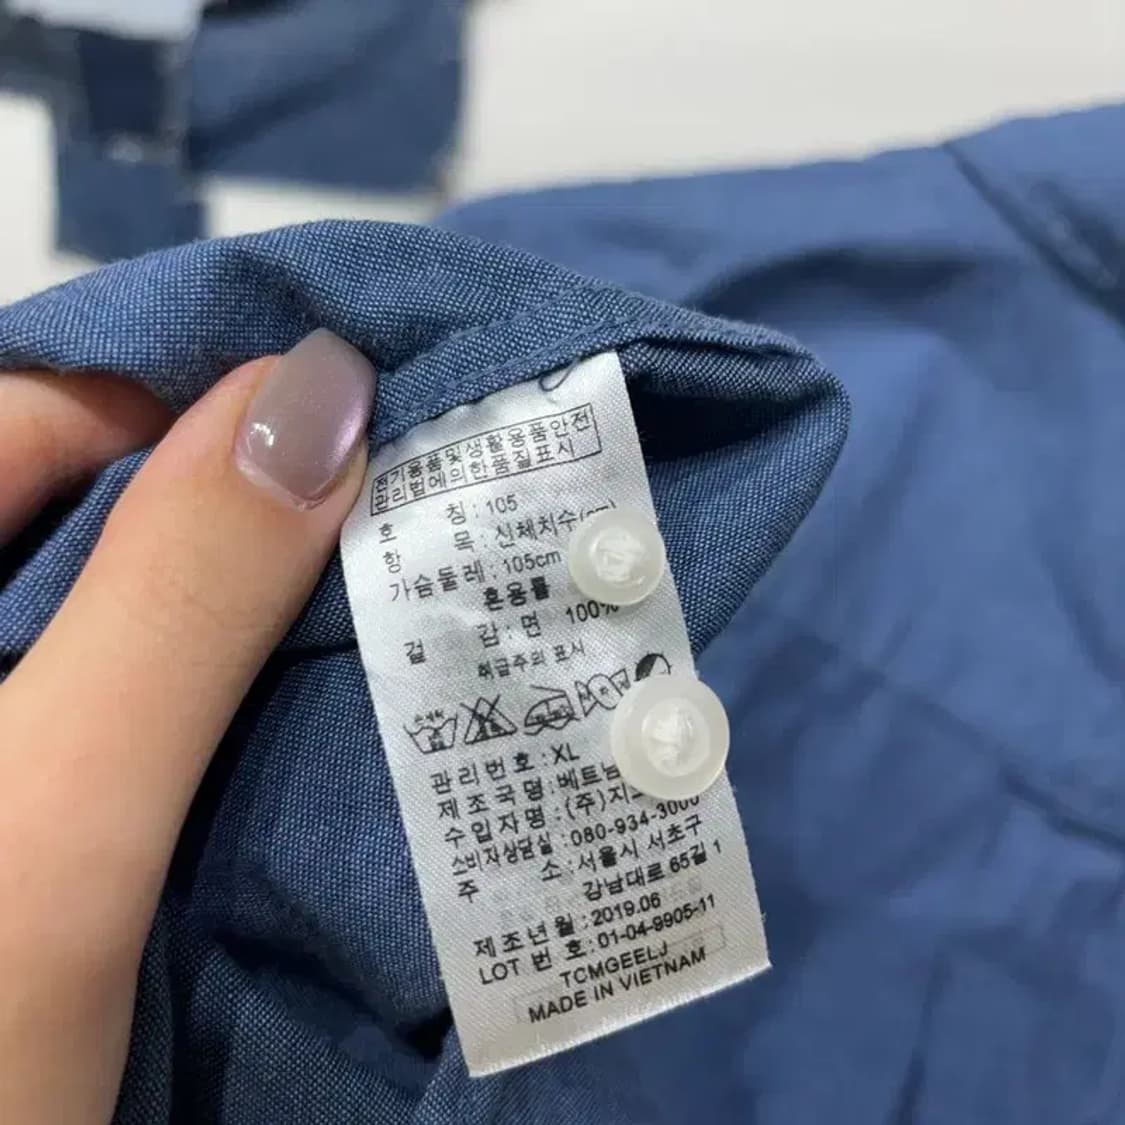 전기용품및생활용품안전
관리법에의한품질표시
호 칭 : 105
항 목 : 신체치수(cm)
가슴둘레 : 105cm
혼용률
겉 감 : 면 100%
취급주의 표시
관리번호 : XL
제조국명 : 베트남
수입자명 : (주)지
소비자상담실 : 080-934-3000
주 소 : 서울시 서초구
강남대로 65길 1
제조년월 : 2019.06
LOT 번 호 : 01-04-9905-11
TCMGEELJ
MADE IN VIETNAM